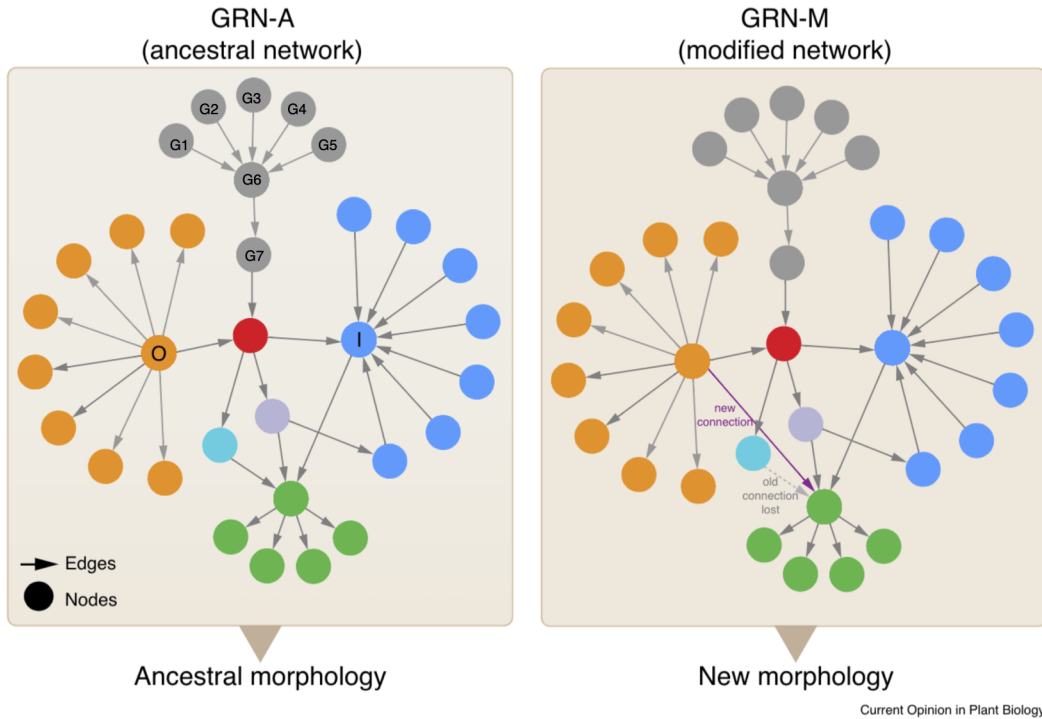 GRN-A
(ancestral network)
G1
G2
G3
G4
G5
G6
G7
O
I
Edges
Nodes
Ancestral morphology
GRN-M
(modified network)
new
connection
old
connection
lost
New morphology
Current Opinion in Plant Biology